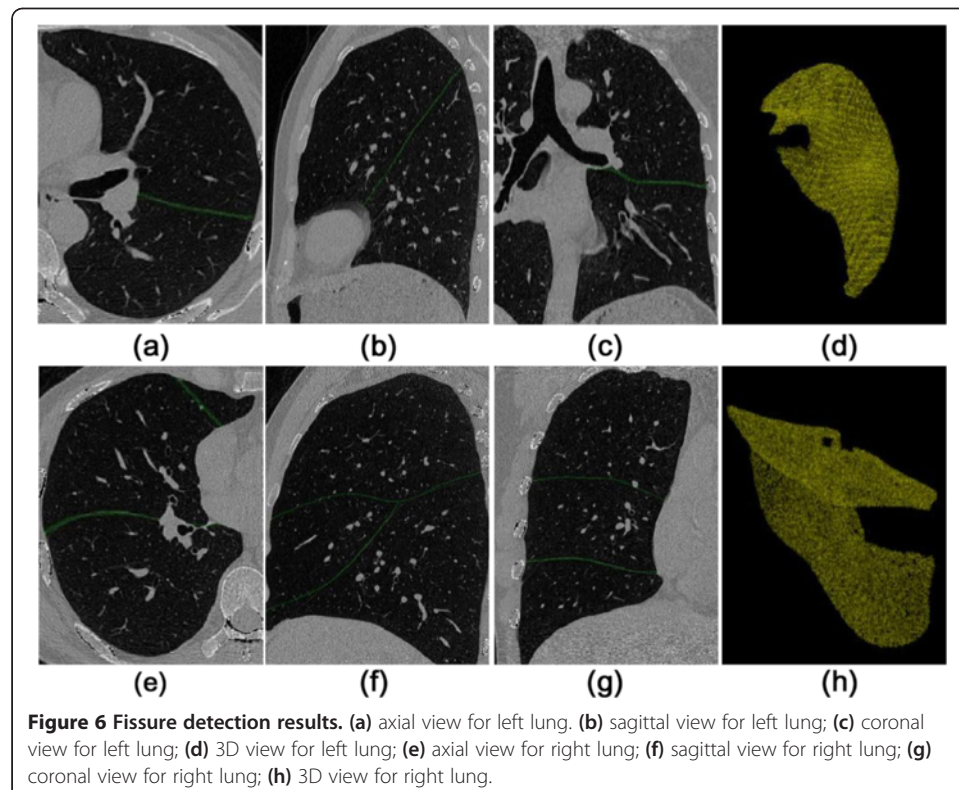 (a) (b) (c) (d)
(e) (f) (g) (h)
Figure 6 Fissure detection results. (a) axial view for left lung. (b) sagittal view for left lung; (c) coronal
view for left lung; (d) 3D view for left lung; (e) axial view for right lung; (f) sagittal view for right lung; (g)
coronal view for right lung; (h) 3D view for right lung.